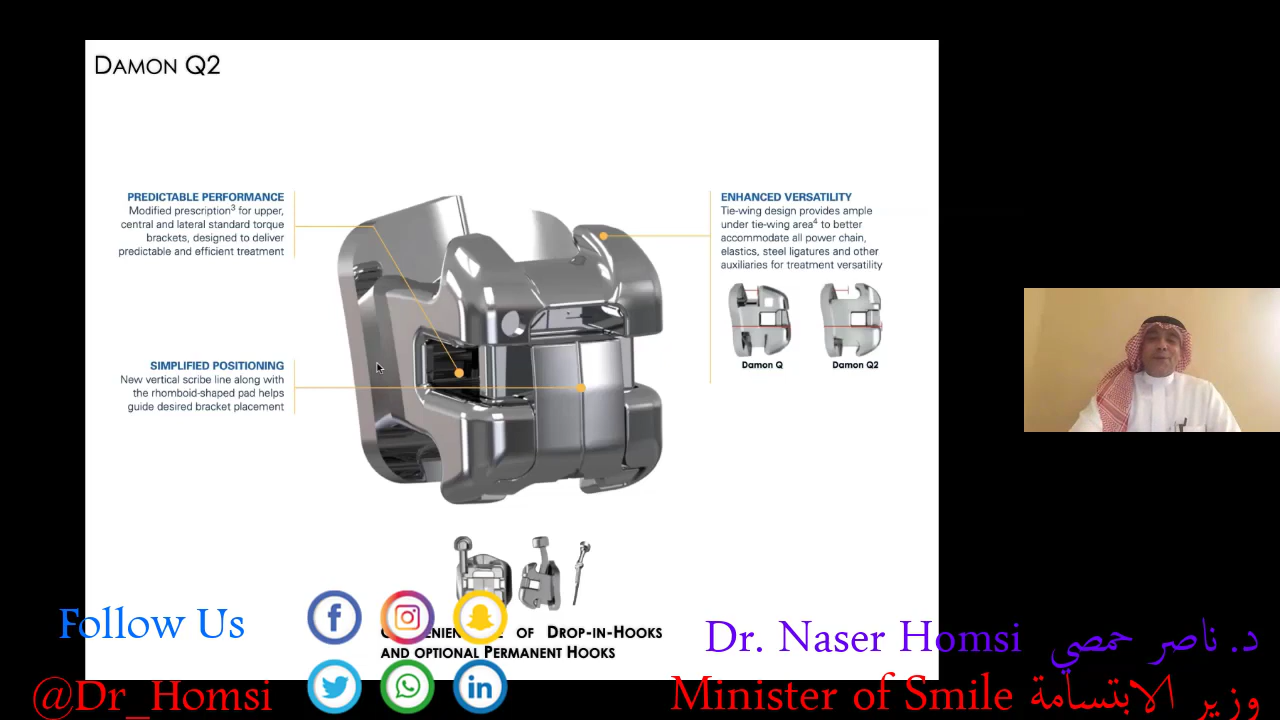 DAMON Q2
PREDICTABLE PERFORMANCE
Modified prescription3 for upper,
central and lateral standard torque
brackets, designed to deliver
predictable and efficient treatment
SIMPLIFIED POSITIONING
New vertical scribe line along with
the rhomboid-shaped pad helps
guide desired bracket placement
ENHANCED VERSATILITY
Tie-wing design provides ample
under tie-wing area4 to better
accommodate all power chain,
elastics, steel ligatures and other
auxiliaries for treatment versatility
Damon Q
Damon Q2
OF DROP-IN-HOOKS
AND OPTIONAL PERMANENT HOOKS
Follow Us
@Dr_Homsi
Dr. Naser Homsi د. ناصر حمصي
Minister of Smile وزير الابتسامة